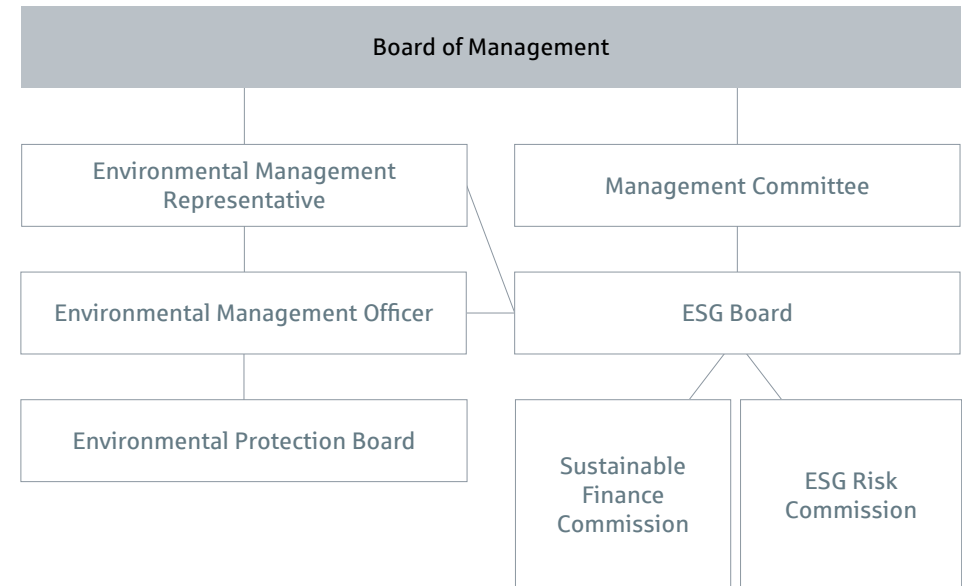 Board of Management
Environmental Management
Representative
Management Committee
Environmental Management Officer
ESG Board
Environmental Protection Board
Sustainable
Finance
Commission
ESG Risk
Commission